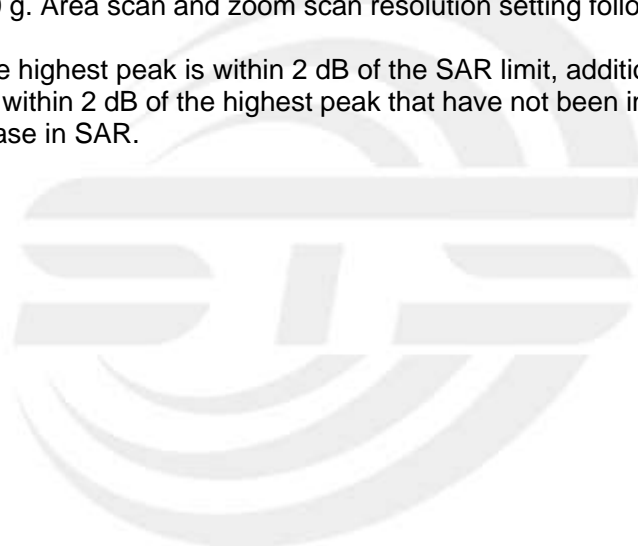 g. Area scan and zoom scan resolution setting follo
e highest peak is within 2 dB of the SAR limit, additio
within 2 dB of the highest peak that have not been i
ase in SAR.
STS